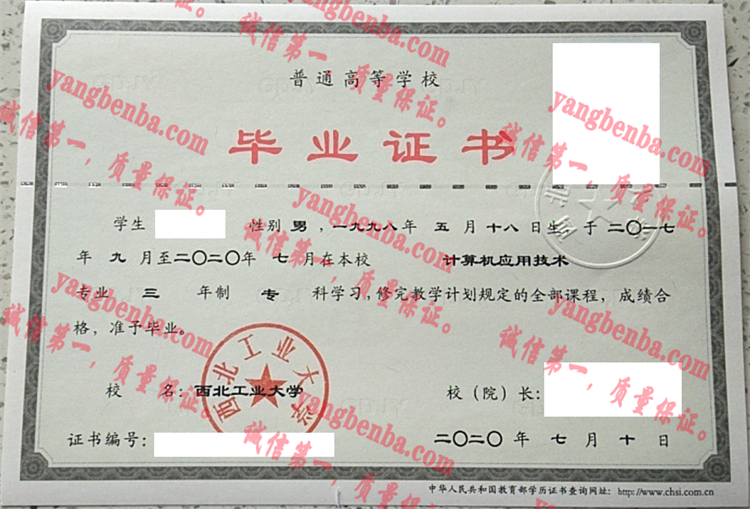 普通高等学校
毕业证书
学生 性别 男 ，一九九八年 五 月 十八 日生，于 二〇一七
年 九 月至二〇二〇年 七 月在本校 计算机应用技术
专业 三 年制 专 科学习，修完教学计划规定的全部课程，成绩合
格，准予毕业。
校 名：西北工业大学
校（院）长：
证书编号：
二〇二〇 年 七 月 十 日
中华人民共和国教育部学历证书查询网址：http://www.chsi.com.cn
西北工业大学
yangbenba.com
诚信第一，质量保证。